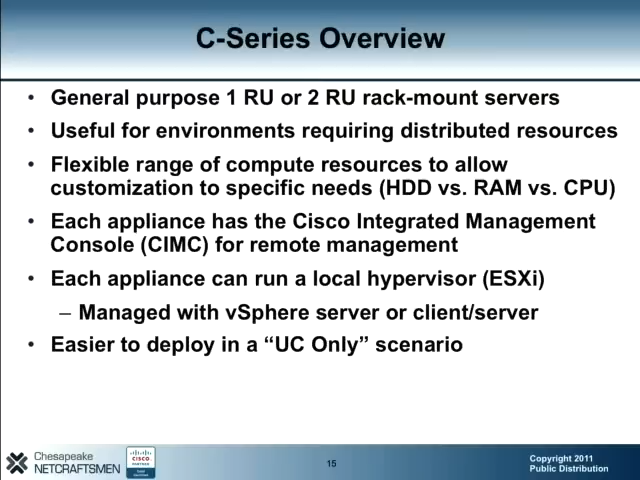 C-Series Overview
• General purpose 1 RU or 2 RU rack-mount servers
• Useful for environments requiring distributed resources
• Flexible range of compute resources to allow
customization to specific needs (HDD vs. RAM vs. CPU)
• Each appliance has the Cisco Integrated Management
Console (CIMC) for remote management
• Each appliance can run a local hypervisor (ESXi)
– Managed with vSphere server or client/server
• Easier to deploy in a “UC Only” scenario
Chesapeake
NETCRAFTSMEN
CISCO
PARTNER
15
Copyright 2011
Public Distribution